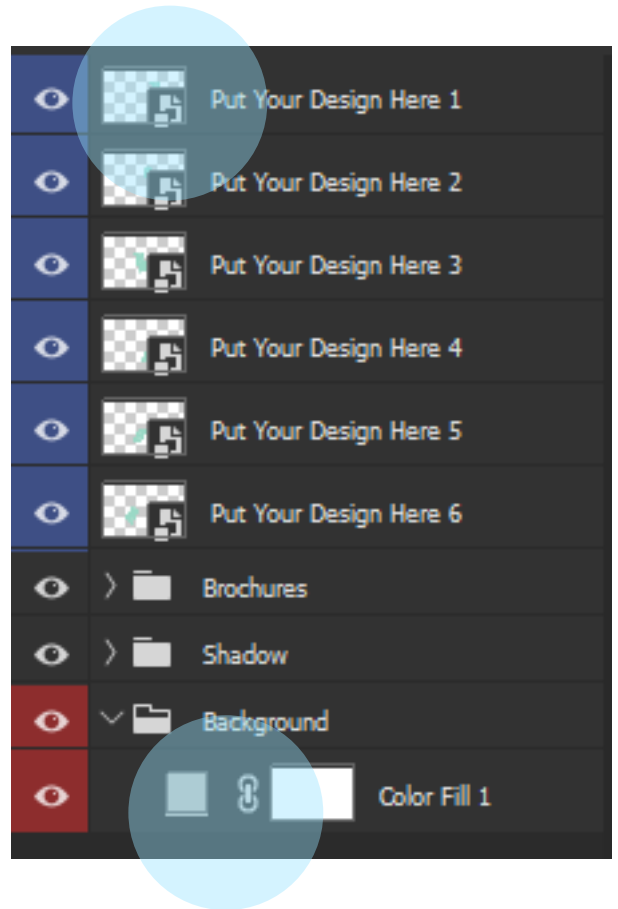 Put Your Design Here 1
Put Your Design Here 2
Put Your Design Here 3
Put Your Design Here 4
Put Your Design Here 5
Put Your Design Here 6
Brochures
Shadow
Background
Color Fill 1